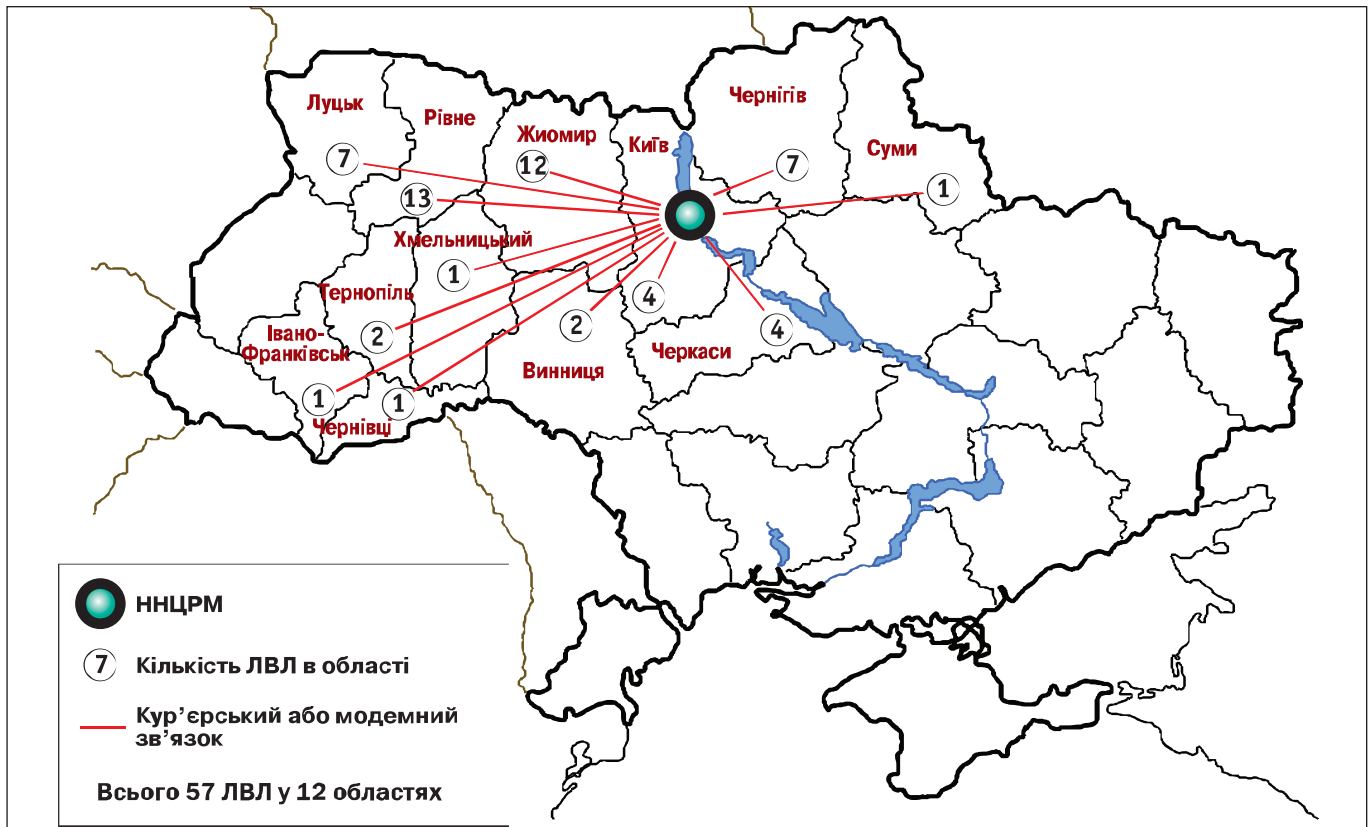 Луцьк
Рівне
Жиомир
Київ
Чернігів
Суми
7
13
12
7
1
Хмельницький
1
Тернопіль
2
Івано-
Франківськ
1
Чернівці
1
Винниця
2
4
Черкаси
4
ННЦРМ
7
Кількість ЛВЛ в області
Кур’єрський або модемний
зв’язок
Всього 57 ЛВЛ у 12 областях